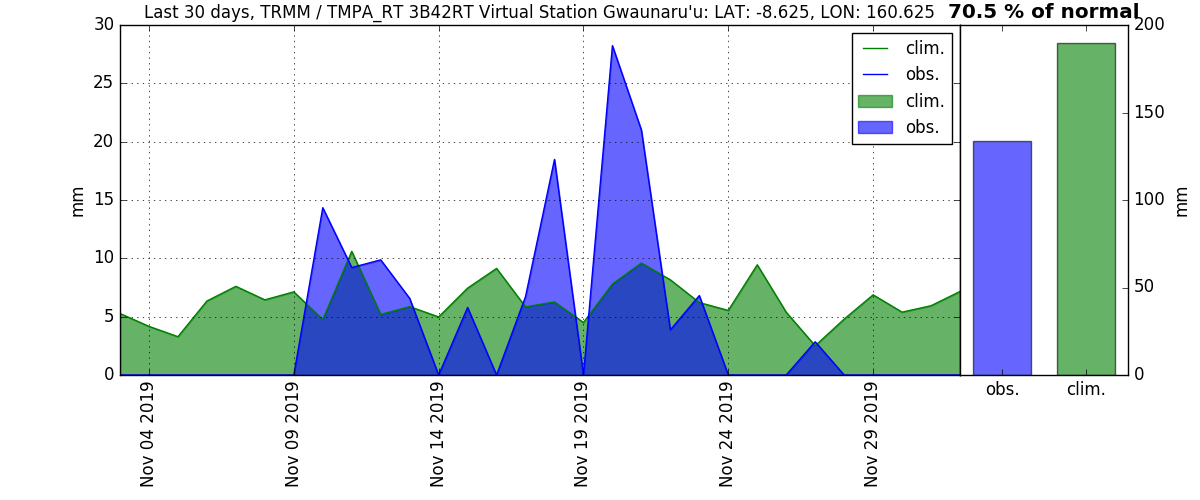 Last 30 days, TRMM / TMPA_RT 3B42RT Virtual Station Gwaunaru'u: LAT: -8.625, LON: 160.625
70.5 % of normal
30
25
20
15
10
5
0
mm
clim.
obs.
clim.
obs.
Nov 04 2019
Nov 09 2019
Nov 14 2019
Nov 19 2019
Nov 24 2019
Nov 29 2019
200
150
100
50
0
mm
obs.
clim.